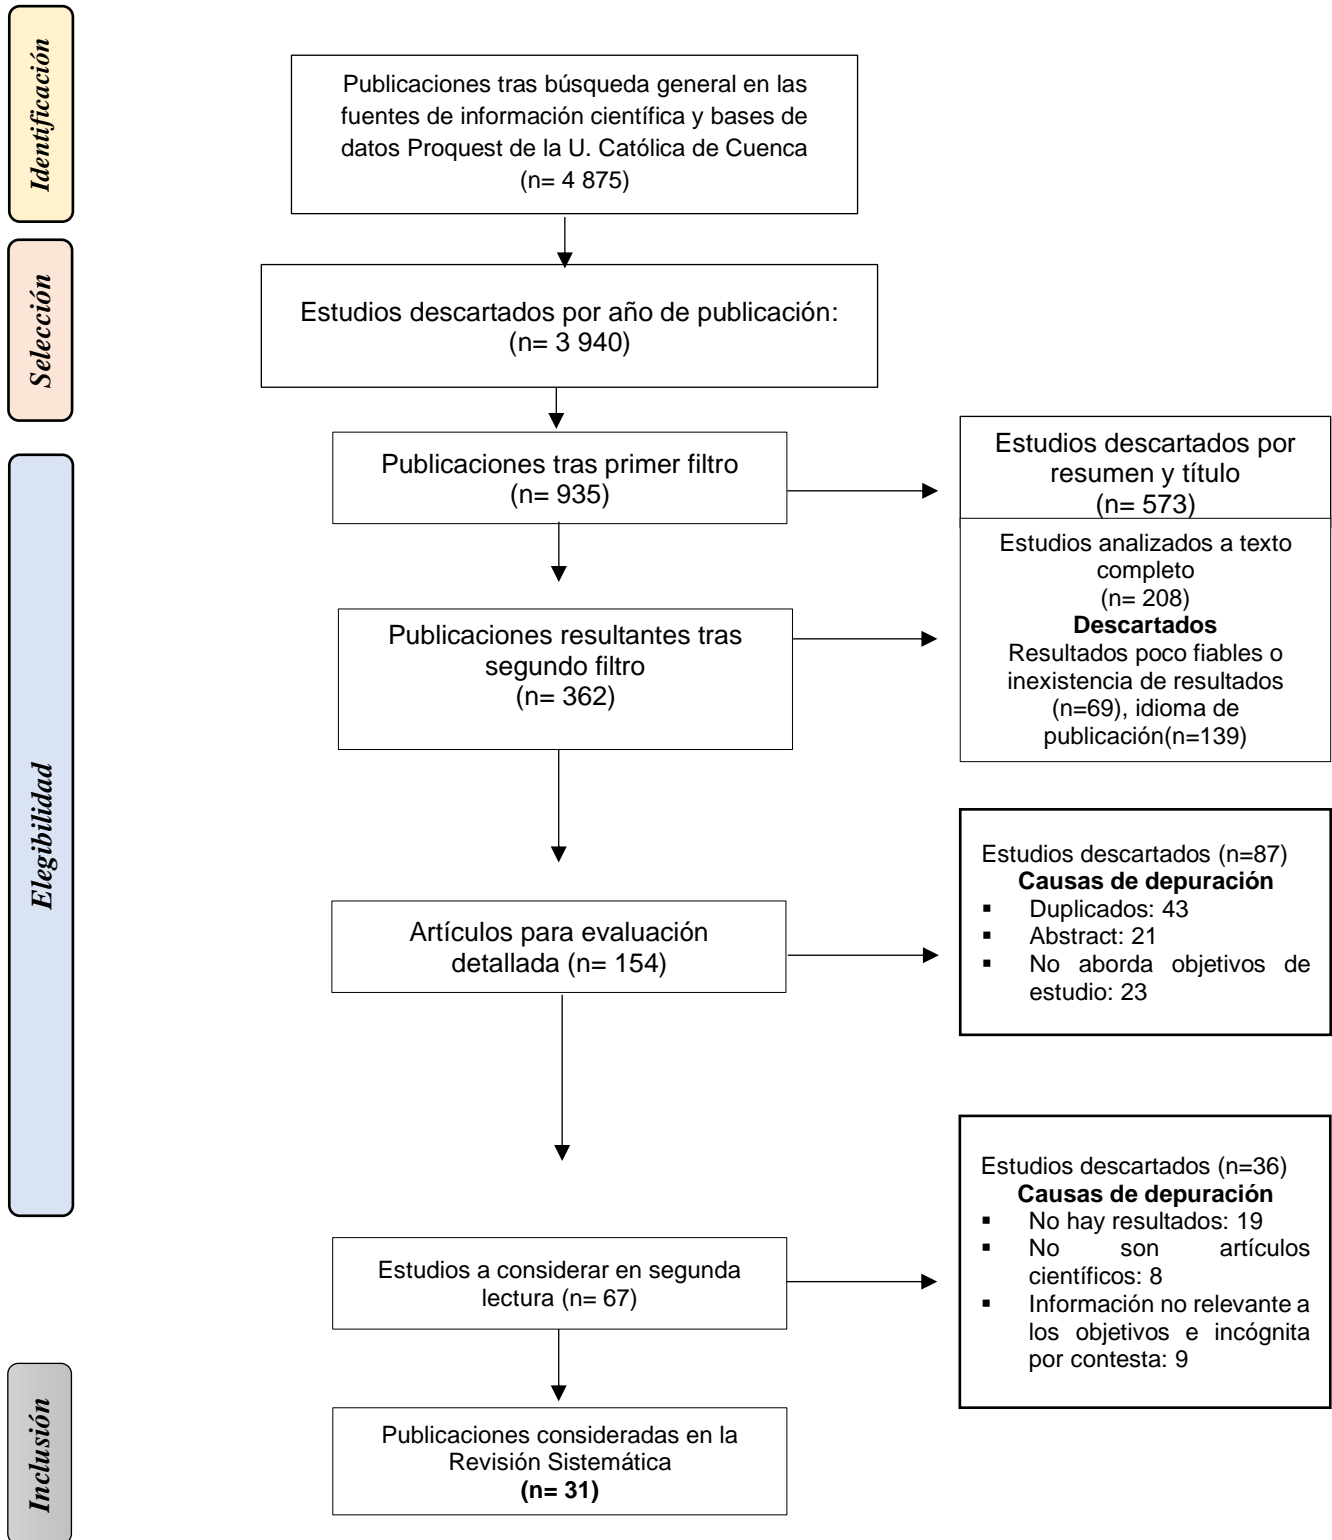 Identificación
Publicaciones tras búsqueda general en las
fuentes de información científica y bases de
datos Proquest de la U. Católica de Cuenca
(n= 4 875)
Selección
Estudios descartados por año de publicación:
(n= 3 940)
Elegibilidad
Publicaciones tras primer filtro
(n= 935)
Estudios descartados por
resumen y título
(n= 573)
Publicaciones resultantes tras
segundo filtro
(n= 362)
Estudios analizados a texto
completo
(n= 208)
Descartados
Resultados poco fiables o
inexistencia de resultados
(n=69), idioma de
publicación(n=139)
Artículos para evaluación
detallada (n= 154)
Estudios descartados (n=87)
Causas de depuración
▪ Duplicados: 43
▪ Abstract: 21
▪ No aborda objetivos de
estudio: 23
Estudios a considerar en segunda
lectura (n= 67)
Estudios descartados (n=36)
Causas de depuración
▪ No hay resultados: 19
▪ No son artículos
científicos: 8
▪ Información no relevante a
los objetivos e incógnita
por contesta: 9
Inclusión
Publicaciones consideradas en la
Revisión Sistemática
(n= 31)